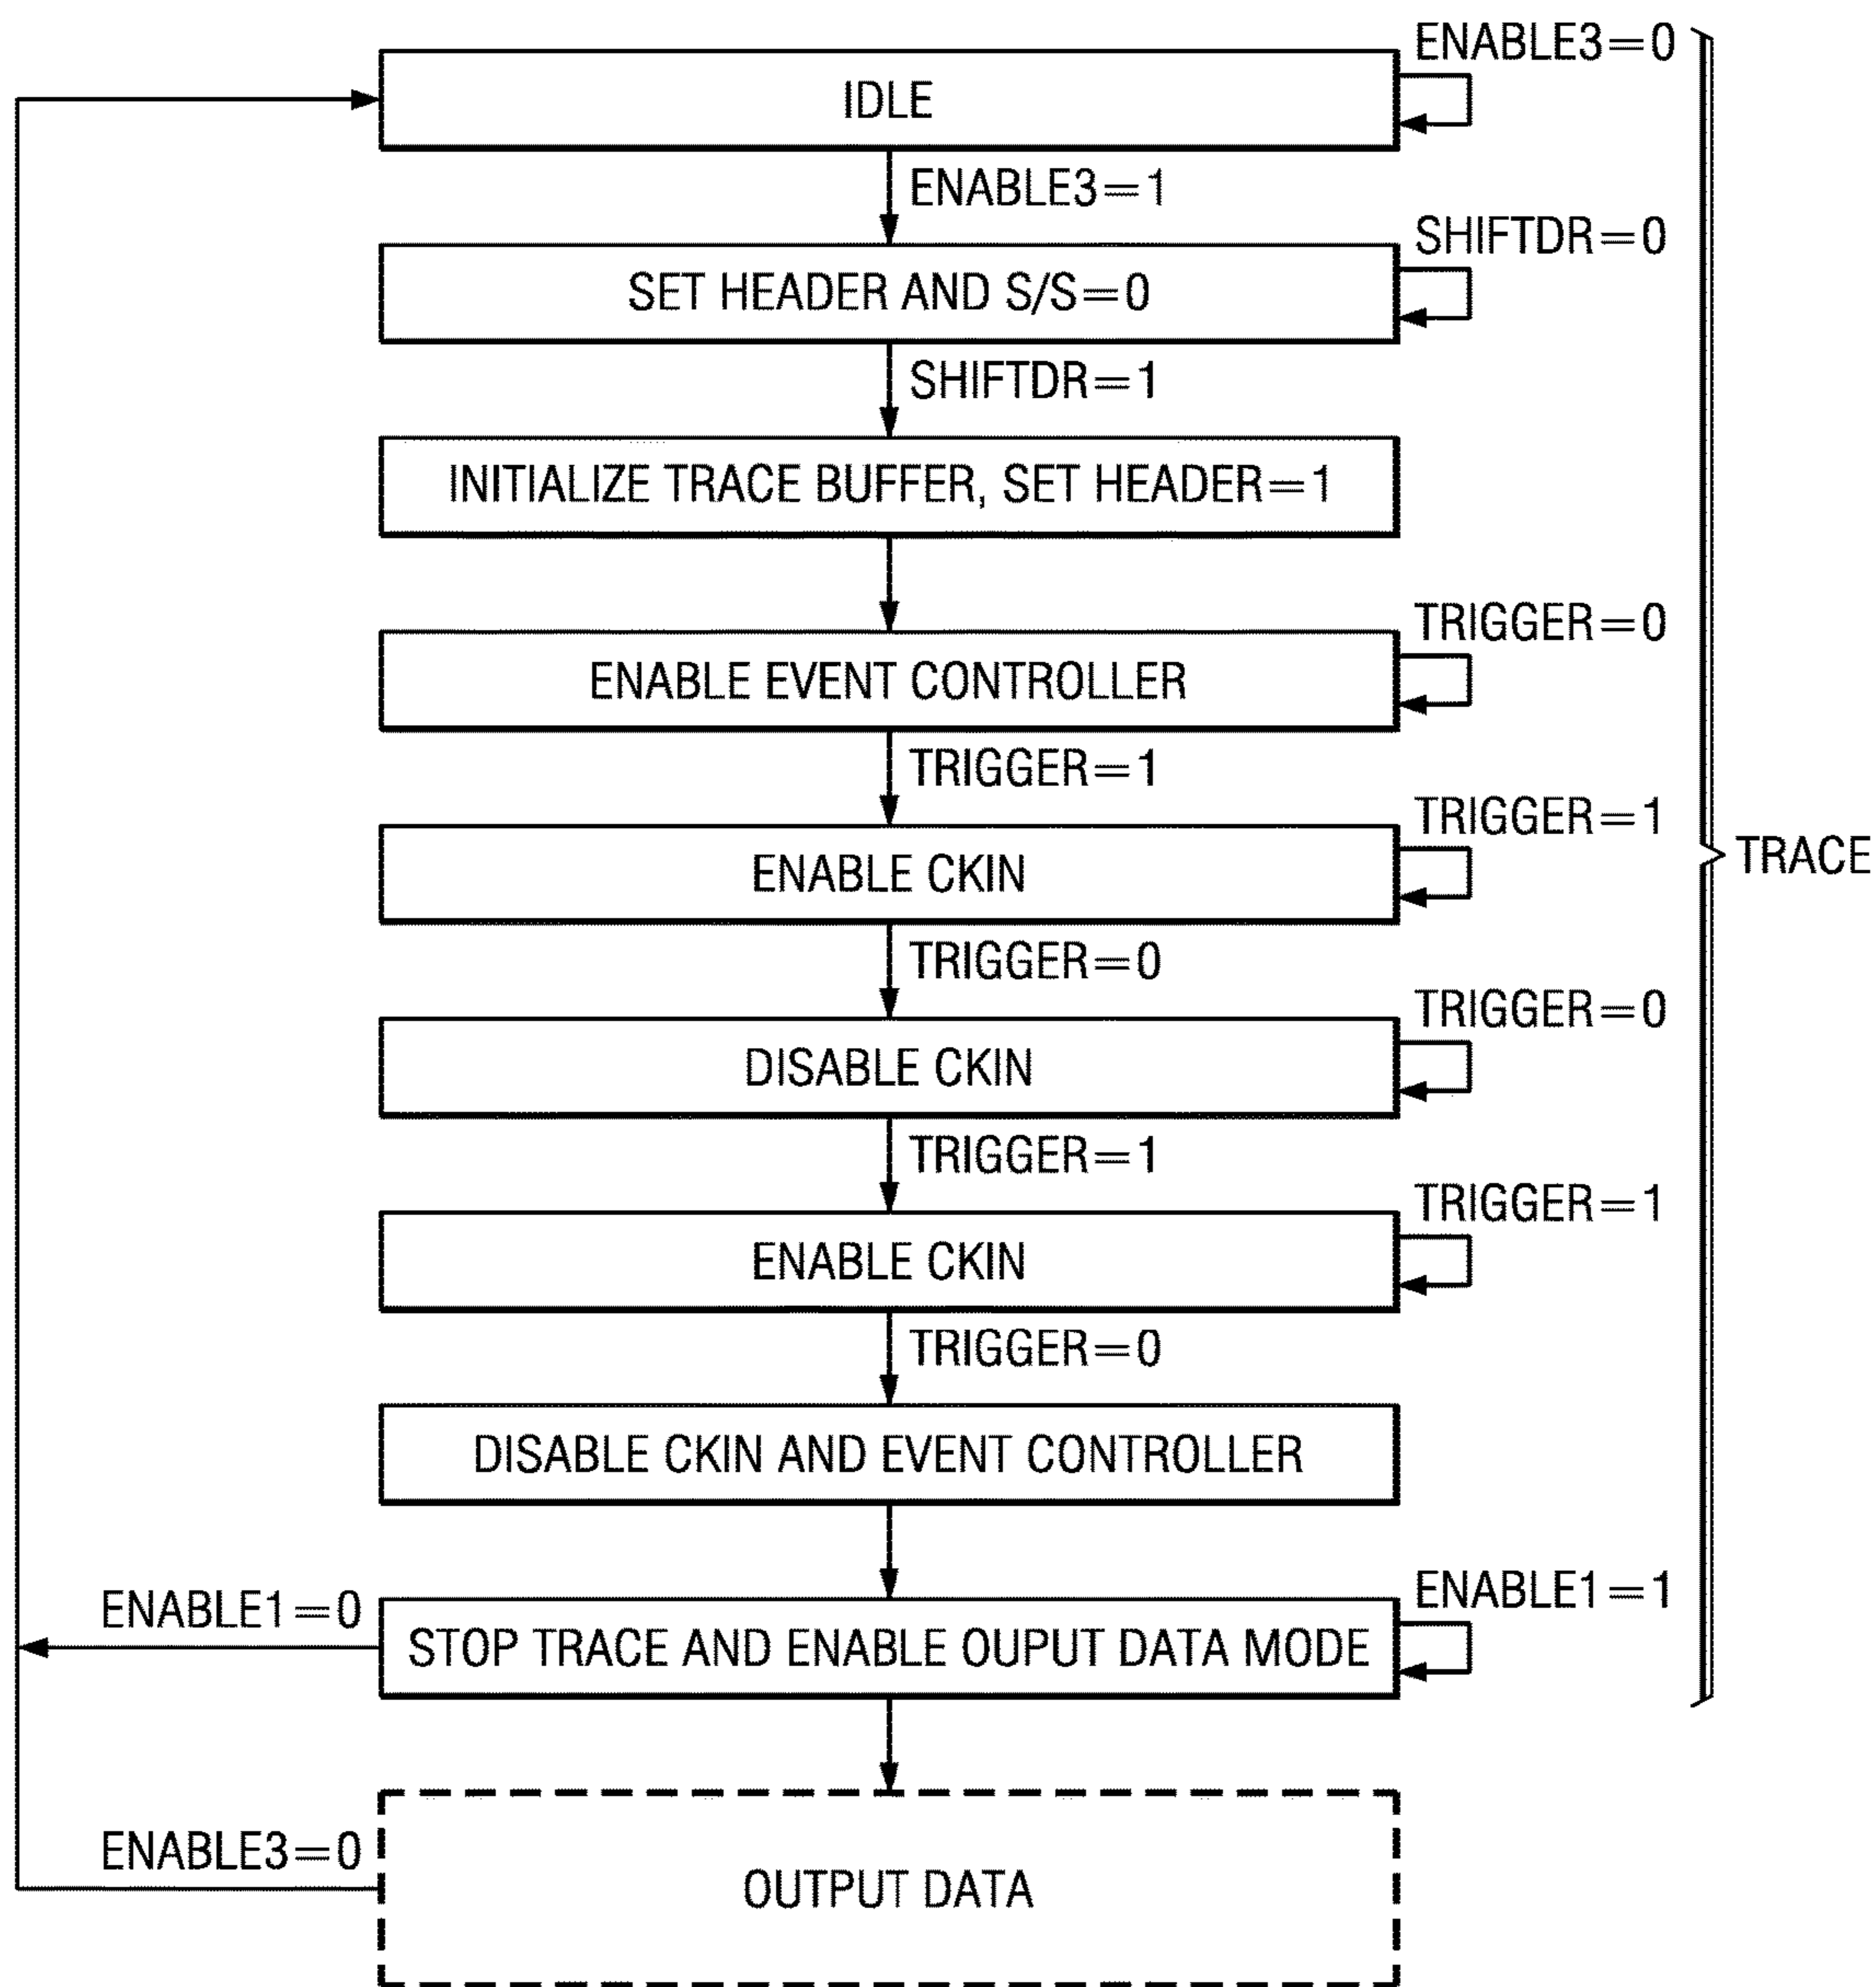 ENABLE3=0
IDLE
ENABLE3=1
SHIFTDR=0
SET HEADER AND S/S=0
SHIFTDR=1
INITIALIZE TRACE BUFFER, SET HEADER=1
TRIGGER=0
ENABLE EVENT CONTROLLER
TRIGGER=1
TRIGGER=1
ENABLE CKIN
TRACE
TRIGGER=0
TRIGGER=0
DISABLE CKIN
TRIGGER=1
TRIGGER=1
ENABLE CKIN
TRIGGER=0
DISABLE CKIN AND EVENT CONTROLLER
ENABLE1=1
ENABLE1=0
STOP TRACE AND ENABLE OUPUT DATA MODE
ENABLE3=0
OUTPUT DATA